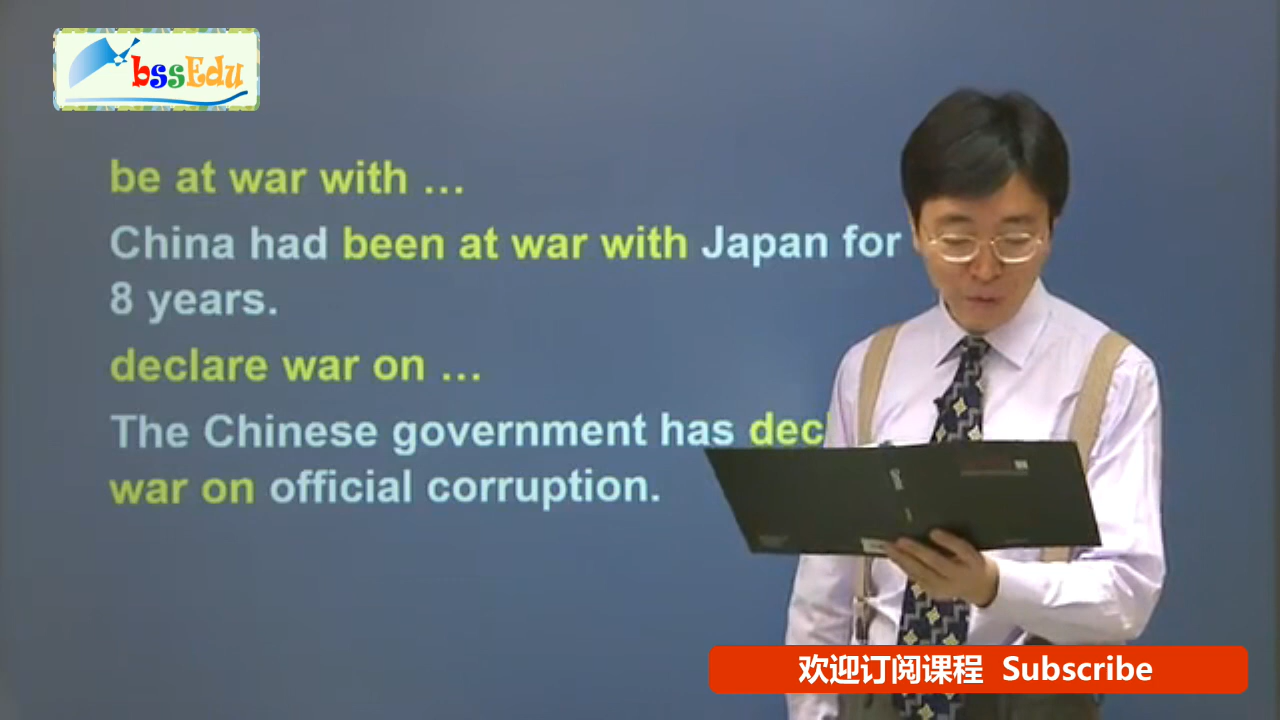 bssEdu
be at war with …
China had been at war with Japan for
8 years.
declare war on …
The Chinese government has
war on official corruption.
欢迎订阅课程 Subscribe